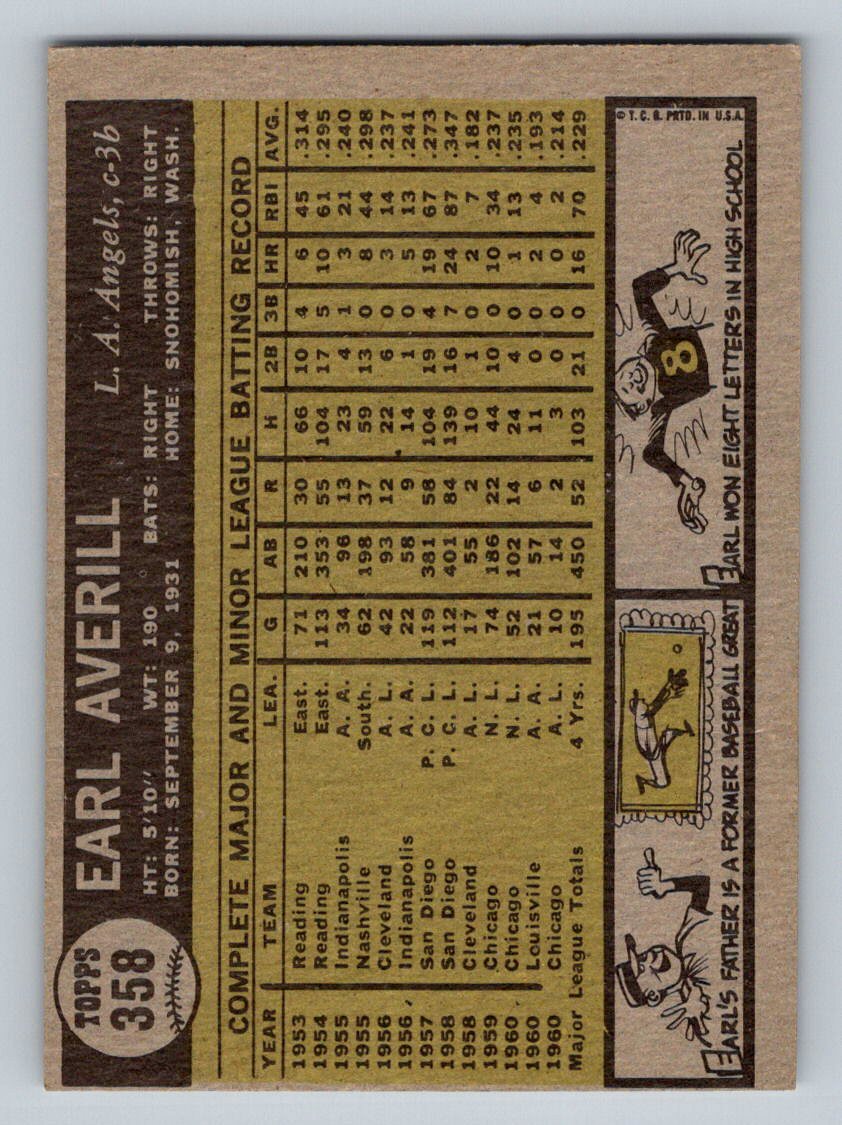 TOPPS
358
EARL AVERILL L. A. Angels, c-3b
HT: 5'10" WT: 190 BATS: RIGHT THROWS: RIGHT
BORN: SEPTEMBER 9, 1931 HOME: SNOHOMISH, WASH.
COMPLETE MAJOR AND MINOR LEAGUE BATTING RECORD
YEAR TEAM LEA. G AB R H 2B 3B HR RBI AVG.
1953 Reading East. 71 210 30 66 10 4 6 45 .314
1954 Reading East. 113 353 55 104 17 5 10 61 .295
1955 Indianapolis A. A. 34 96 13 23 4 1 3 21 .240
1955 Nashville South. 62 198 37 59 13 0 8 44 .298
1956 Cleveland A. L. 42 93 12 22 6 0 3 14 .237
1956 Indianapolis A. A. 22 58 9 14 1 0 5 13 .241
1957 San Diego P. C. L. 119 381 58 104 19 4 19 67 .273
1958 San Diego P. C. L. 112 401 84 139 16 7 24 87 .347
1958 Cleveland A. L. 17 55 2 10 1 0 2 7 .182
1959 Chicago N. L. 74 186 22 44 10 0 10 34 .237
1960 Chicago N. L. 52 102 14 24 4 0 1 13 .235
1960 Louisville A. A. 21 57 6 11 0 0 2 4 .193
1960 Chicago A. L. 10 14 2 3 0 0 0 2 .214
Major League Totals 4 Yrs. 195 450 52 103 21 0 16 70 .229
© T. C. G. PRTD. IN U.S.A.
8
EARL'S FATHER IS A FORMER BASEBALL GREAT
EARL WON EIGHT LETTERS IN HIGH SCHOOL